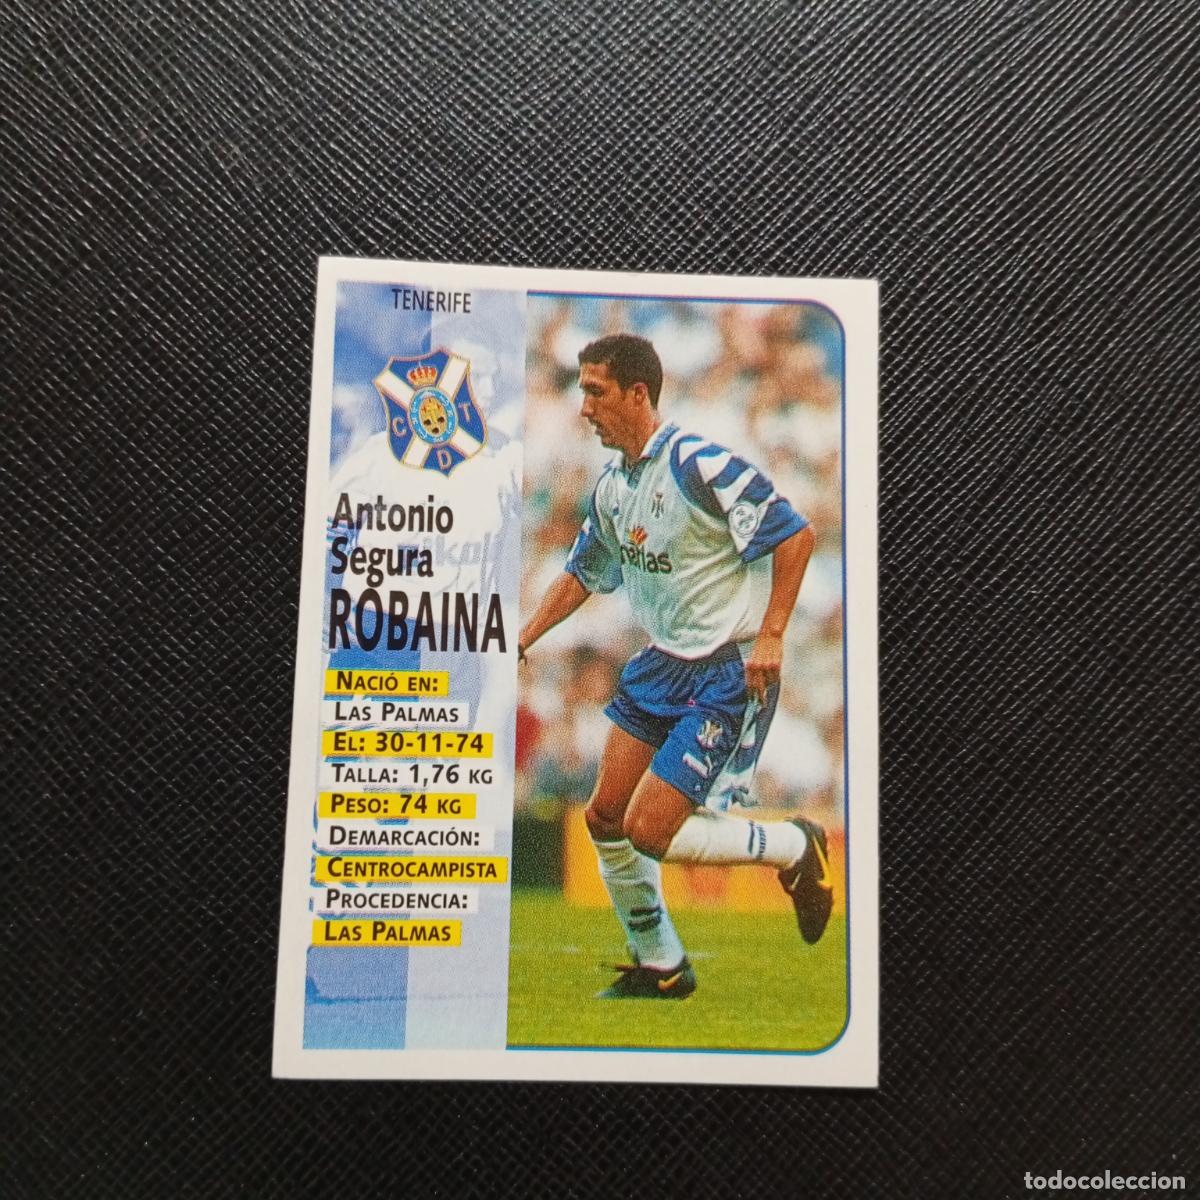 TENERIFE
C T
D
Antonio
Segura
ROBAINA
NACIÓ EN:
LAS PALMAS
EL: 30-11-74
TALLA: 1,76 KG
PESO: 74 KG
DEMARCACIÓN:
CENTROCAMPISTA
PROCEDENCIA:
LAS PALMAS
todocoleccion